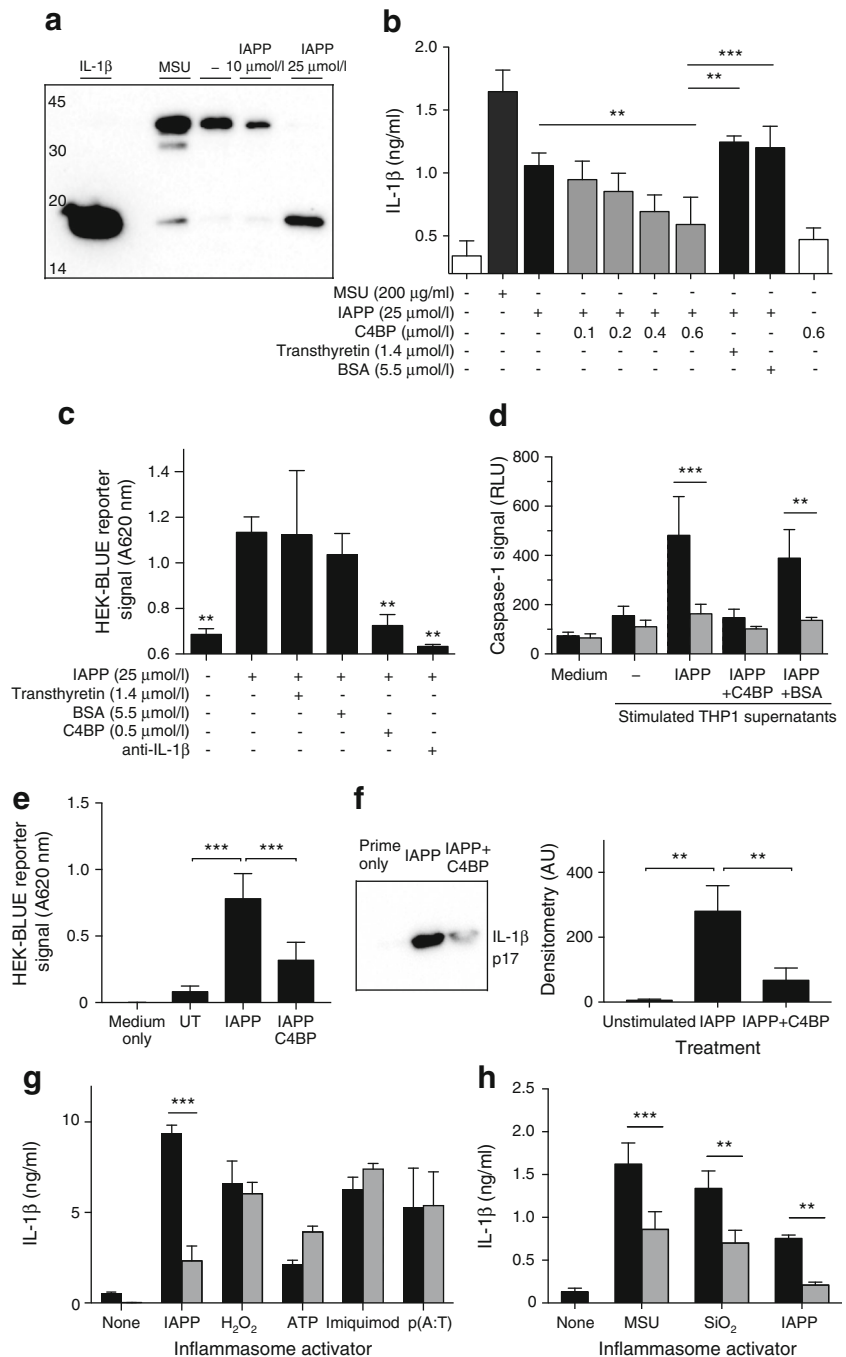 a
IL-1β
MSU
–
IAPP
10 μmol/l
IAPP
25 μmol/l
45
30
20
14
b
IL-1β (ng/ml)
2.0
1.5
1.0
0.5
**
**
***
MSU (200 μg/ml) - + - - - - - - - -
IAPP (25 μmol/l) - - + + + + + + + -
C4BP (μmol/l) - - - 0.1 0.2 0.4 0.6 - - 0.6
Transthyretin (1.4 μmol/l) - - - - - - - + - -
BSA (5.5 μmol/l) - - - - - - - - + -
c
HEK-BLUE reporter
signal (A620 nm)
1.4
1.2
1.0
0.8
0.6
** ** **
IAPP (25 μmol/l) - + + + + +
Transthyretin (1.4 μmol/l) - - + - - -
BSA (5.5 μmol/l) - - - + - -
C4BP (0.5 μmol/l) - - - - + -
anti-IL-1β - - - - - +
d
Caspase-1 signal (RLU)
800
600
400
200
0
***
**
Medium – IAPP IAPP +C4BP IAPP +BSA
Stimulated THP1 supernatants
e
HEK-BLUE reporter
signal (A620 nm)
1.5
1.0
0.5
0
*** ***
Medium only UT IAPP IAPP C4BP
f
Prime only IAPP IAPP+ C4BP
IL-1β
p17
Densitometry (AU)
400
200
0
** **
Unstimulated IAPP IAPP+C4BP
Treatment
g
IL-1β (ng/ml)
10
5
0
***
None IAPP H₂O₂ ATP Imiquimod p(A:T)
Inflammasome activator
h
IL-1β (ng/ml)
2.5
2.0
1.5
1.0
0.5
0
*** ** **
None MSU SiO₂ IAPP
Inflammasome activator